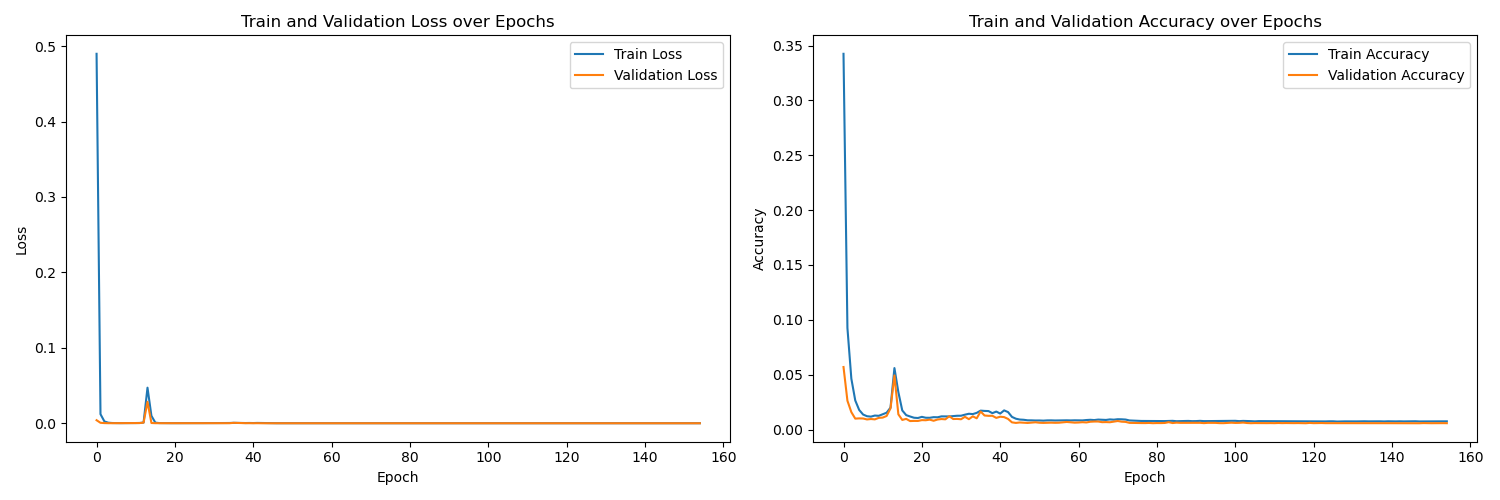 Train and Validation Loss over Epochs
0.5
0.4
0.3
0.2
0.1
0.0
Loss
Train Loss
Validation Loss
0 20 40 60 80 100 120 140 160
Epoch
Train and Validation Accuracy over Epochs
0.35
0.30
0.25
0.20
0.15
0.10
0.05
0.00
Accuracy
Train Accuracy
Validation Accuracy
0 20 40 60 80 100 120 140 160
Epoch